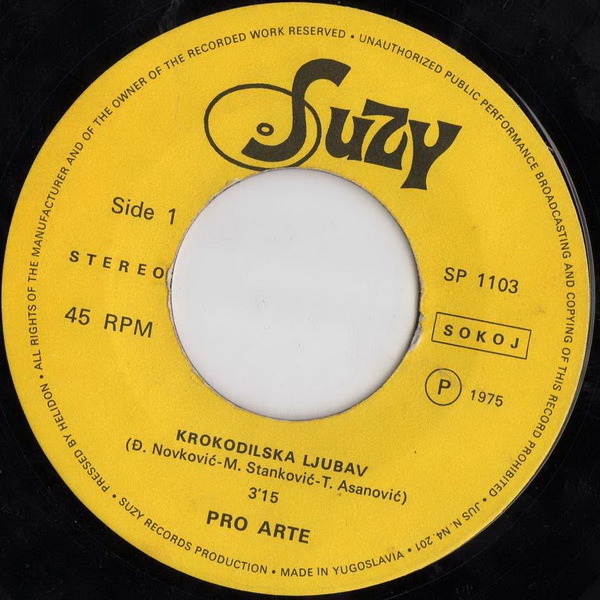 Suzy
Side 1
STEREO
45 RPM
SP 1103
SOKOJ
P 1975
KROKODILSKA LJUBAV
(Đ. Novković-M. Stanković-T. Asanović)
3'15
PRO ARTE
PRESSED BY HELIDON • ALL RIGHTS OF THE MANUFACTURER AND OF THE OWNER OF THE RECORDED WORK RESERVED • UNAUTHORIZED PUBLIC PERFORMANCE BROADCASTING AND COPYING OF THIS RECORD PROHIBITED • JUS. N. N4. 201 • MADE IN YUGOSLAVIA • SUZY RECORDS PRODUCTION •